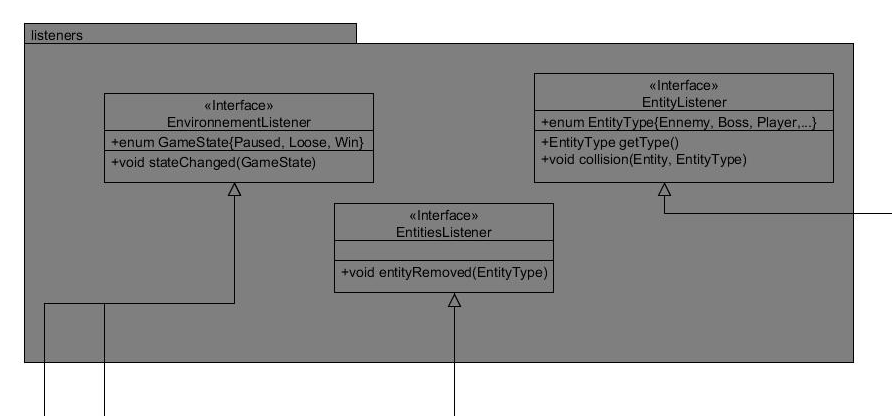 listeners
«Interface»
EnvironnementListener
+enum GameState{Paused, Loose, Win}
+void stateChanged(GameState)
«Interface»
EntityListener
+enum EntityType{Ennemy, Boss, Player,...}
+EntityType getType()
+void collision(Entity, EntityType)
«Interface»
EntitiesListener
+void entityRemoved(EntityType)